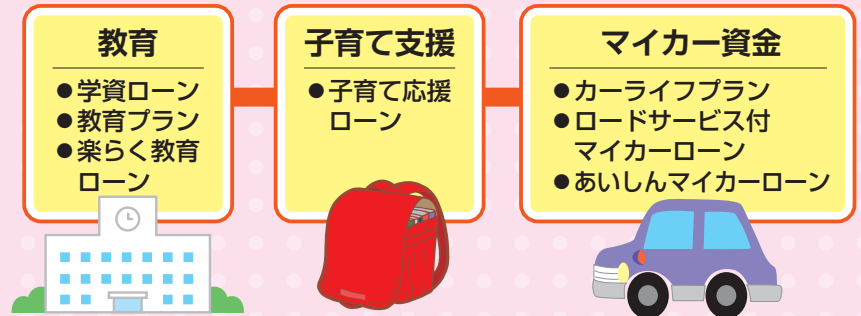 教育
●学資ローン
●教育プラン
●楽らく教育
ローン
子育て支援
●子育て応援
ローン
マイカー資金
●カーライフプラン
●ロードサービス付
マイカーローン
●あいしんマイカーローン